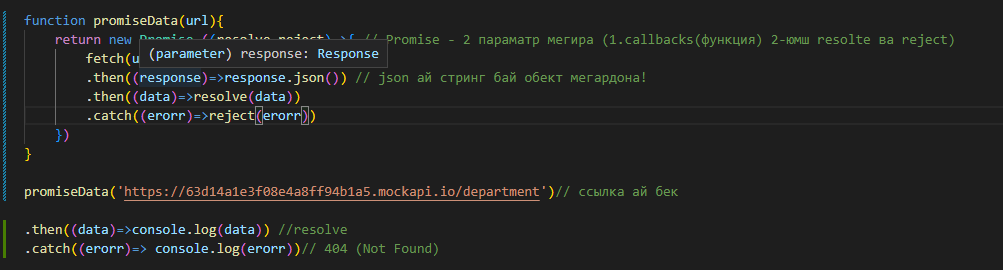 function promiseData(url){
return new Promise ((resolve,reject) =>{ // Promise - 2 параматр мегира (1.callbacks(функция) 2-юмш resolte ва reject)
(parameter) response: Response
fetch(u
.then((response)=>response.json()) // json ай стринг бай обект мегардона!
.then((data)=>resolve(data))
.catch((erorr)=>reject(erorr))
})
}
promiseData('https://63d14a1e3f08e4a8ff94b1a5.mockapi.io/department')// ссылка ай бек
.then((data)=>console.log(data)) //resolve
.catch((erorr)=> console.log(erorr))// 404 (Not Found)